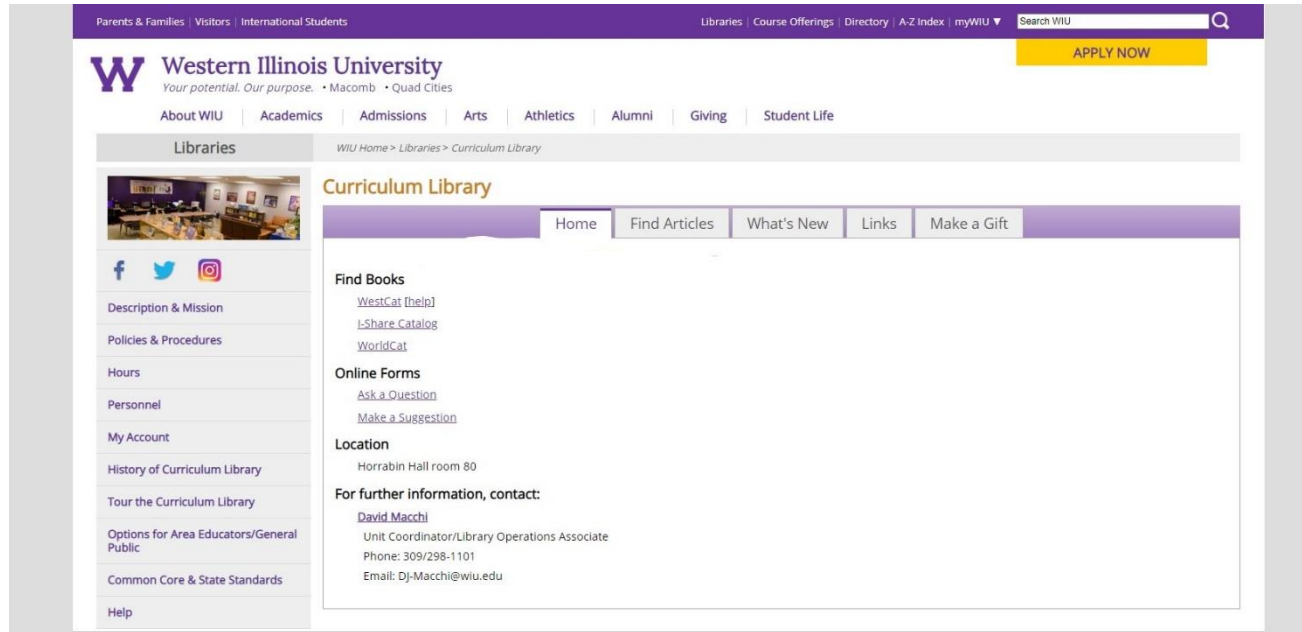 Parents & Families | Visitors | International Students
Libraries | Course Offerings | Directory | A-Z Index | myWIU ▼
Search WIU
APPLY NOW
W Western Illinois University
Your potential. Our purpose. • Macomb • Quad Cities
About WIU | Academics | Admissions | Arts | Athletics | Alumni | Giving | Student Life
Libraries
WIU Home > Libraries > Curriculum Library
Description & Mission
Policies & Procedures
Hours
Personnel
My Account
History of Curriculum Library
Tour the Curriculum Library
Options for Area Educators/General
Public
Common Core & State Standards
Help
Curriculum Library
Home
Find Articles
What's New
Links
Make a Gift
Find Books
WestCat [help]
I-Share Catalog
WorldCat
Online Forms
Ask a Question
Make a Suggestion
Location
Horrabin Hall room 80
For further information, contact:
David Macchi
Unit Coordinator/Library Operations Associate
Phone: 309/298-1101
Email: DJ-Macchi@wiu.edu